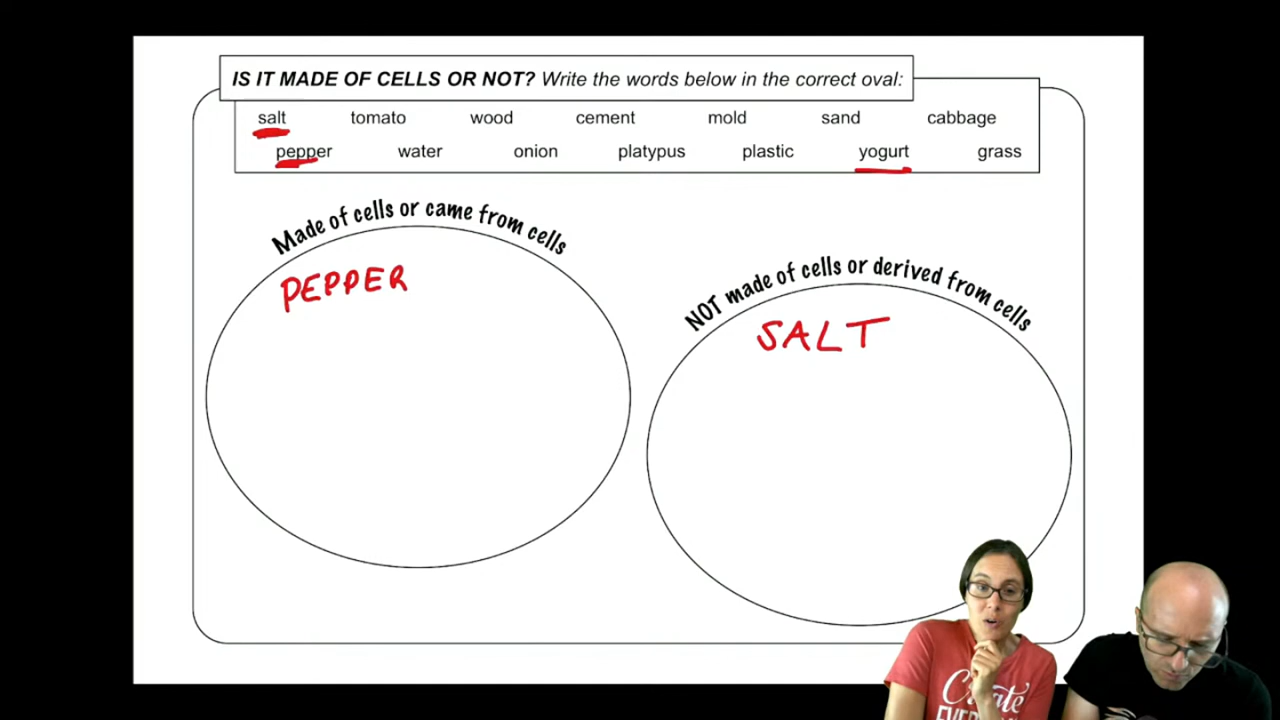 IS IT MADE OF CELLS OR NOT? Write the words below in the correct oval:
salt tomato wood cement mold sand cabbage
pepper water onion platypus plastic yogurt grass
Made of cells or came from cells
PEPPER
NOT made of cells or derived from cells
SALT
Create